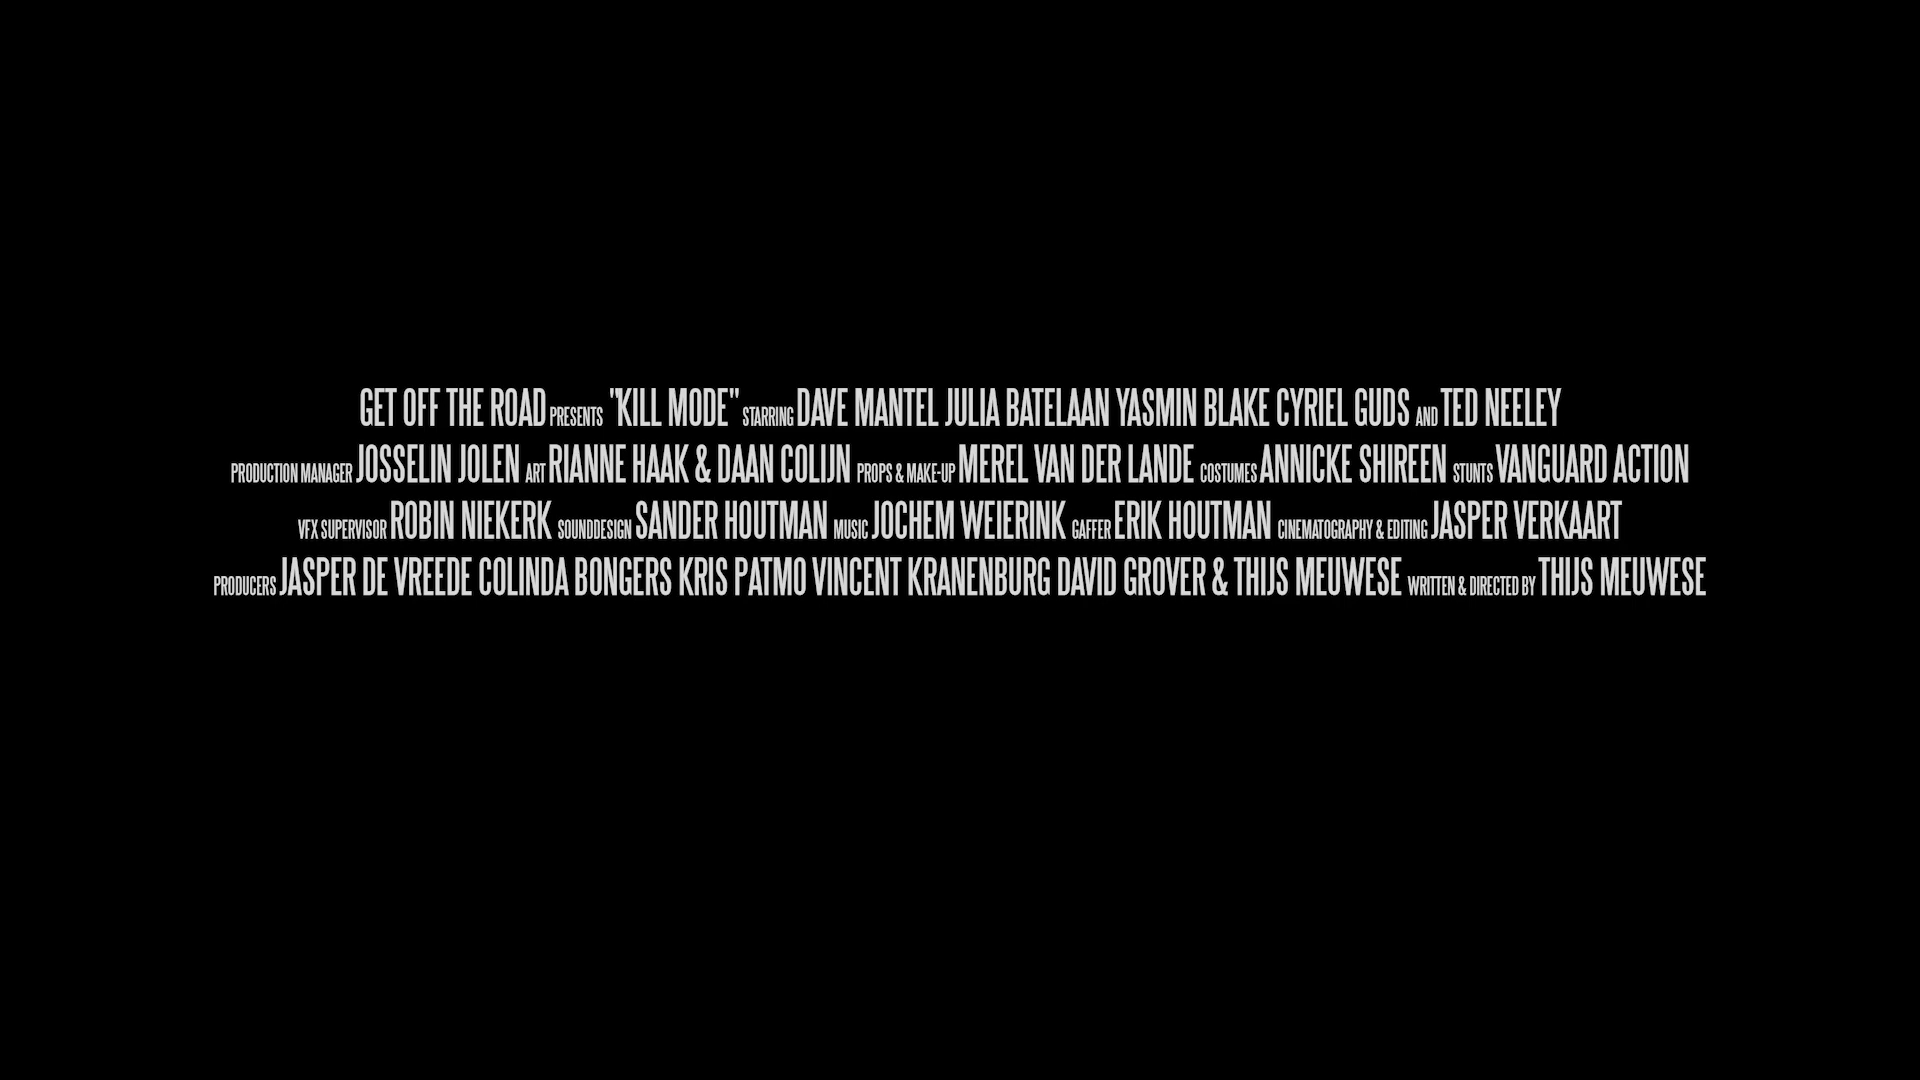 GET OFF THE ROAD PRESENTS "KILL MODE" STARRING DAVE MANTEL JULIA BATELAAN YASMIN BLAKE CYRIEL GUDS AND TED NEELEY
PRODUCTION MANAGER JOSSELIN JOLEN ART RIANNE HAAK & DAAN COLIJN PROPS & MAKE-UP MEREL VAN DER LANDE COSTUMES ANNICKE SHIREEN STUNTS VANGUARD ACTION
VFX SUPERVISOR ROBIN NIEKERK SOUNDDESIGN SANDER HOUTMAN MUSIC JOCHEM WEIERINK GAFFER ERIK HOUTMAN CINEMATOGRAPHY & EDITING JASPER VERKAART
PRODUCERS JASPER DE VREEDE COLINDA BONGERS KRIS PATMO VINCENT KRANENBURG DAVID GROVER & THIJS MEUWESE WRITTEN & DIRECTED BY THIJS MEUWESE